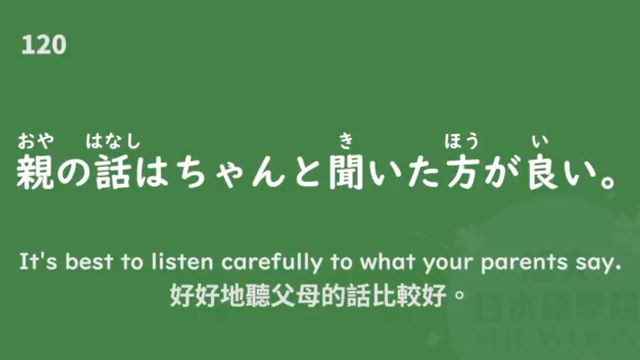 120
おや はなし き ほう い
親の話はちゃんと聞いた方が良い。
It's best to listen carefully to what your parents say.
好好地聽父母的話比較好。
日本語學院